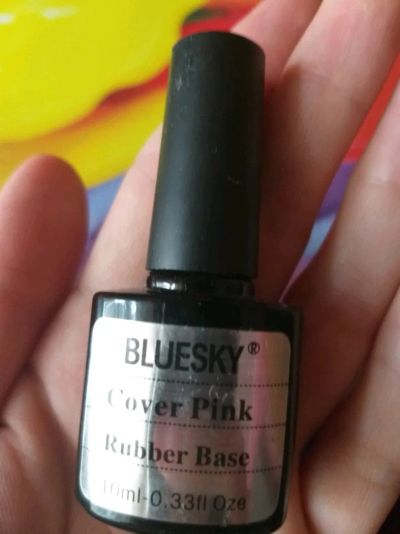 BLUESKY®
Cover Pink
Rubber Base
10ml-0.33fl Oze